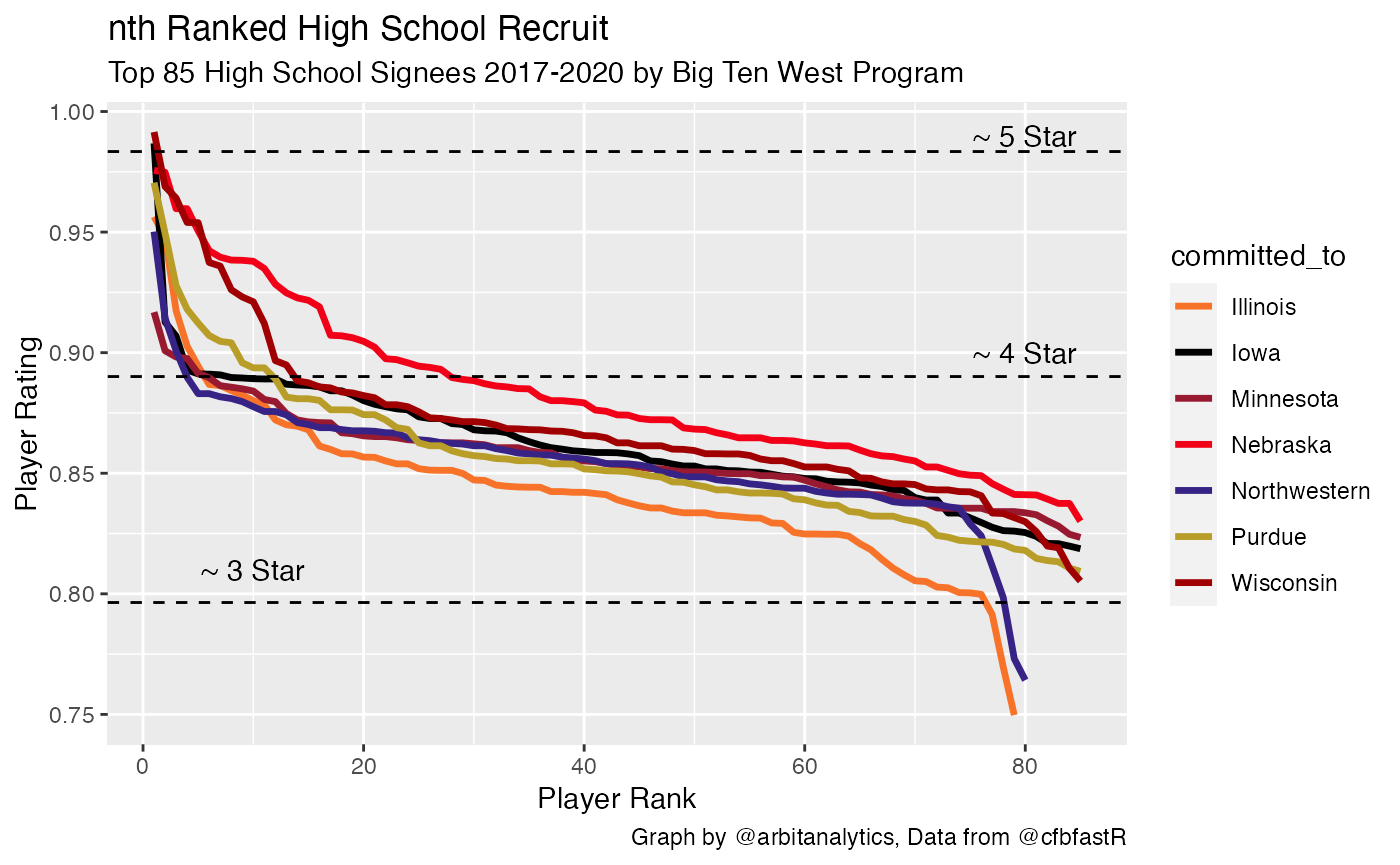 nth Ranked High School Recruit
Top 85 High School Signees 2017-2020 by Big Ten West Program
1.00
0.95
0.90
0.85
0.80
0.75
Player Rating
~ 5 Star
~ 4 Star
~ 3 Star
0 20 40 60 80
Player Rank
committed_to
Illinois
Iowa
Minnesota
Nebraska
Northwestern
Purdue
Wisconsin
Graph by @arbitanalytics, Data from @cfbfastR